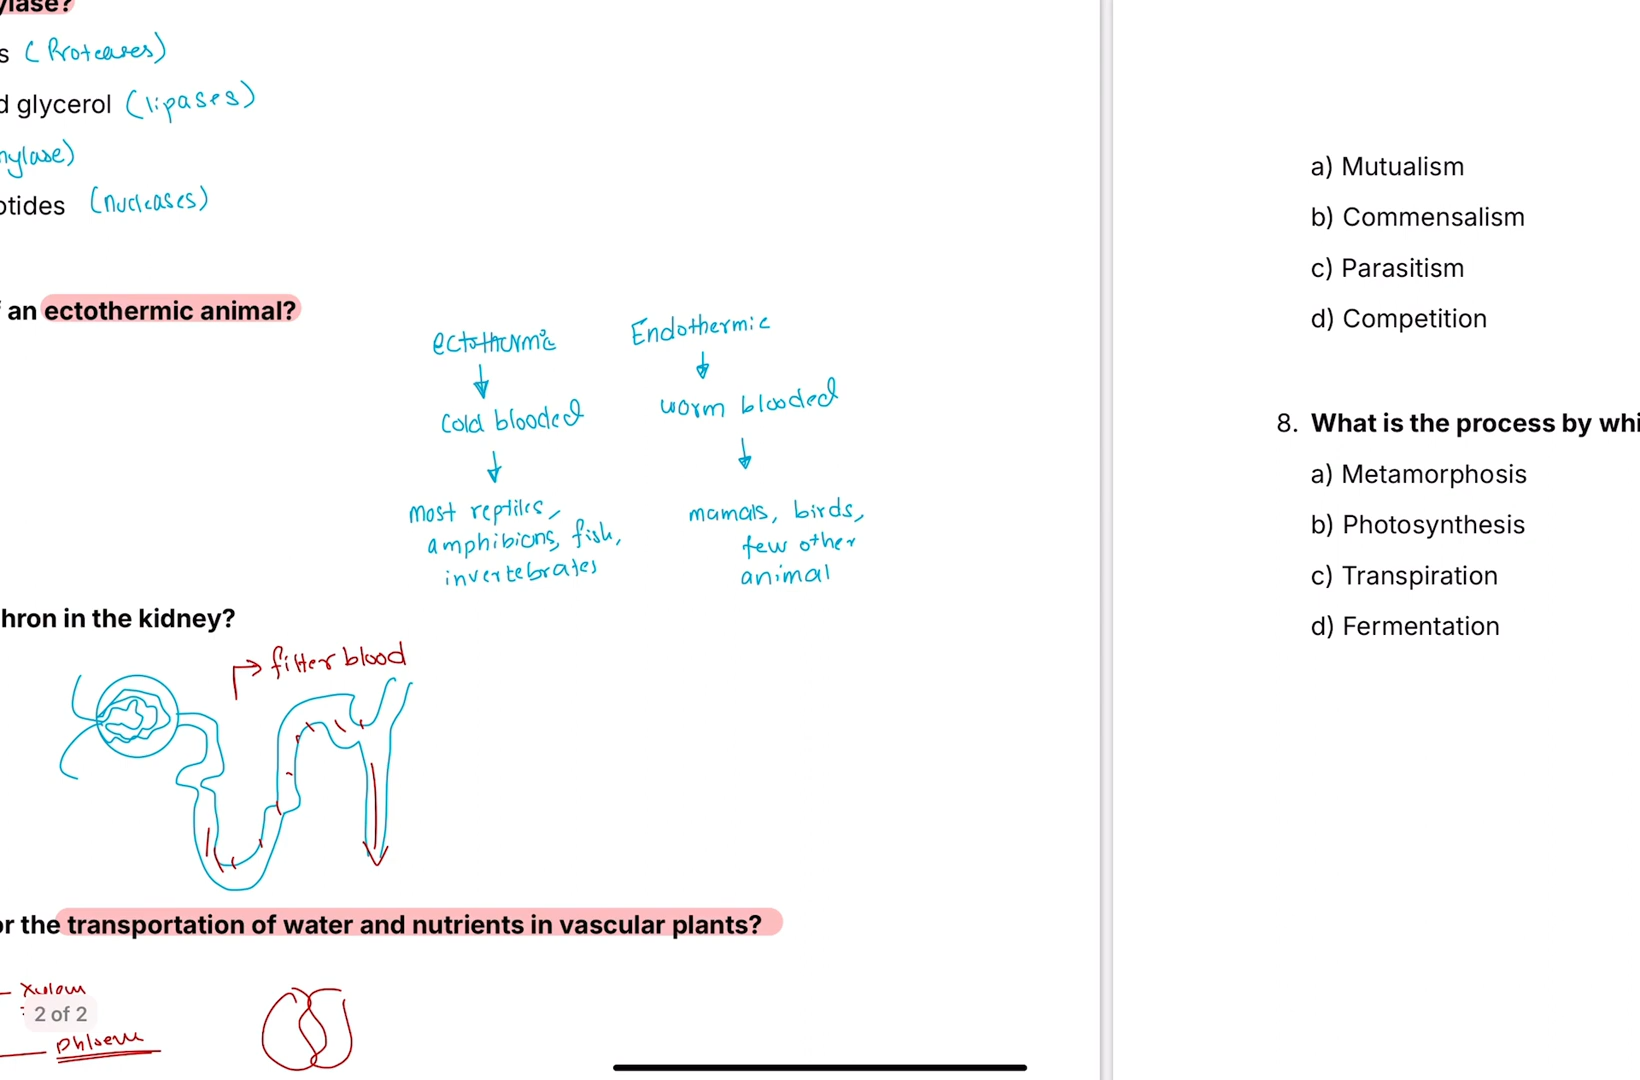 ylase?
s (Proteases)
d glycerol (lipases)
mylase)
otides (nucleases)
an ectothermic animal?
ectothermic
Endothermic
cold blooded
worm blooded
most reptiles,
amphibians, fish,
invertebrates
mamals, birds,
few other
animal
hron in the kidney?
filter blood
or the transportation of water and nutrients in vascular plants?
xylem
2 of 2
phloem
a) Mutualism
b) Commensalism
c) Parasitism
d) Competition
8. What is the process by whi
a) Metamorphosis
b) Photosynthesis
c) Transpiration
d) Fermentation